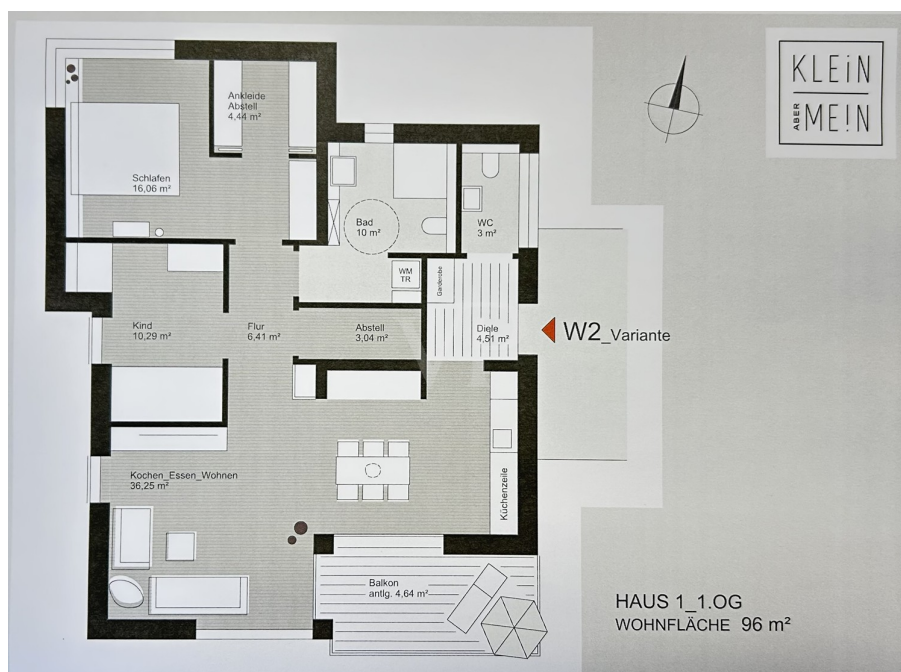 KLEiN
ABER
ME!N
Ankleide
Abstell
4,44 m²
Schlafen
16,06 m²
Bad
10 m²
WC
3 m²
WM
TR
Garderobe
Kind
10,29 m²
Flur
6,41 m²
Abstell
3,04 m²
Diele
4,51 m²
W2_Variante
Kochen_Essen_Wohnen
36,25 m²
Küchenzeile
Balkon
antlg. 4,64 m²
HAUS 1_1.OG
WOHNFLÄCHE 96 m²